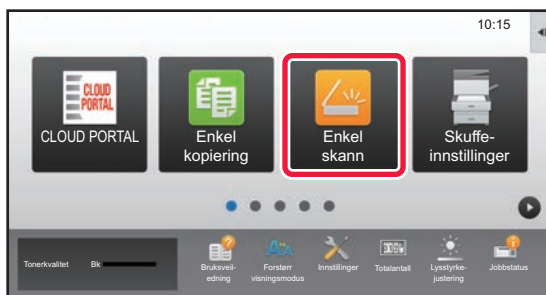 10:15
CLOUD
PORTAL
CLOUD PORTAL
Enkel
kopiering
Enkel
skann
Skuffe-
innstillinger
Tonerkvalitet
Bk
Bruksveil-
edning
Forstørr
visningsmodus
Innstillinger
Totalantall
Lysstyrke-
justering
Jobbstatus